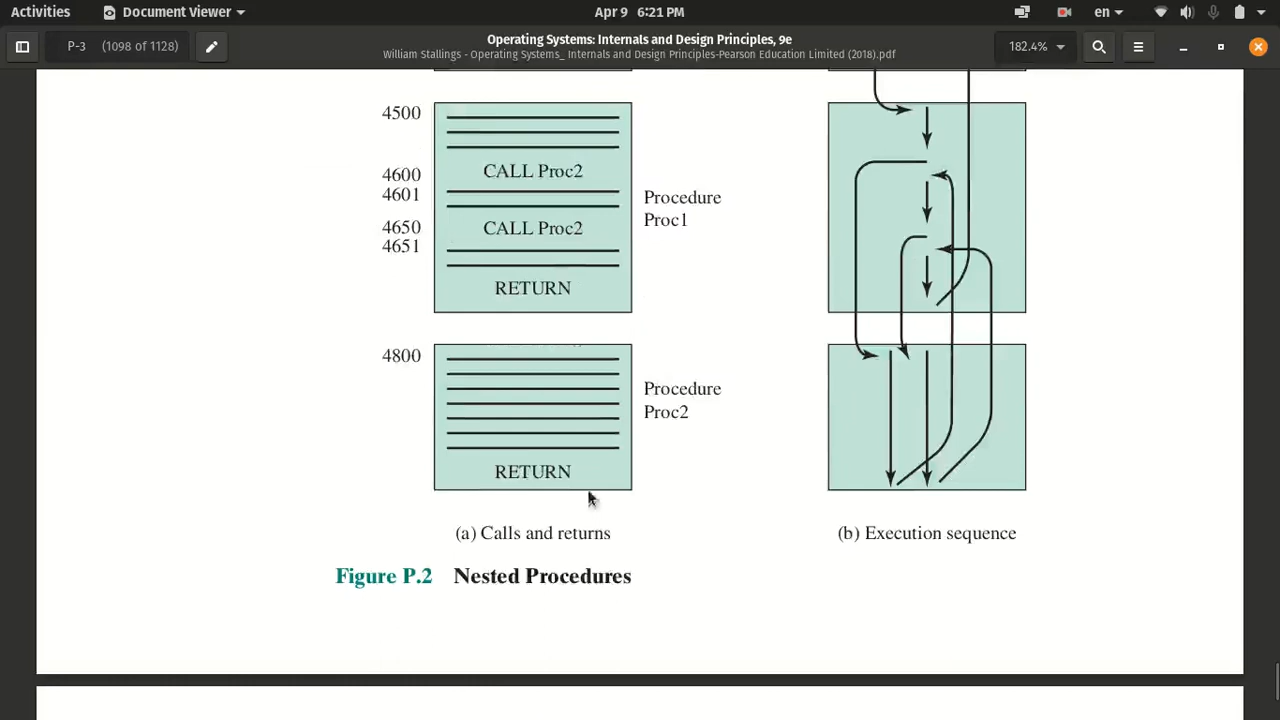 Activities
Document Viewer
Apr 9 6:21 PM
en
P-3
(1098 of 1128)
Operating Systems: Internals and Design Principles, 9e
William Stallings - Operating Systems_ Internals and Design Principles-Pearson Education Limited (2018).pdf
182.4%
4500
CALL Proc2
4600
4601
Procedure
Proc1
CALL Proc2
4650
4651
RETURN
4800
Procedure
Proc2
RETURN
(a) Calls and returns
(b) Execution sequence
Figure P.2 Nested Procedures